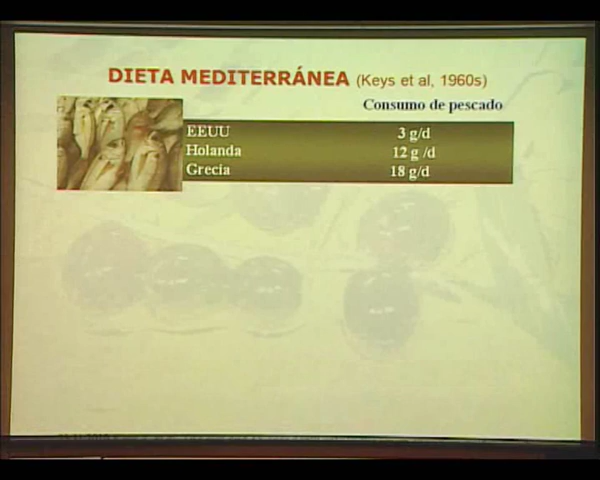 DIETA MEDITERRÁNEA (Keys et al, 1960s)
Consumo de pescado
EEUU 3 g/d
Holanda 12 g /d
Grecia 18 g/d